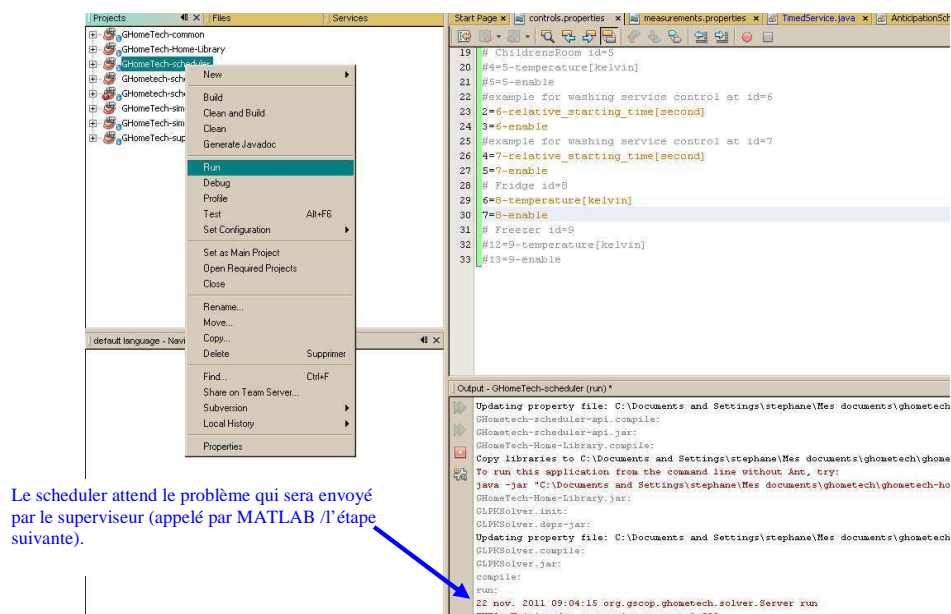 Projects Files Services
GHomeTech-common
GHomeTech-Home-Library
GHomeTech-scheduler
GHometech-sch
GHometech-sch
GHomeTech-sim
GHomeTech-sim
GHomeTech-sup
New
Build
Clean and Build
Clean
Generate Javadoc
Run
Debug
Profile
Test Alt+F6
Set Configuration
Set as Main Project
Open Required Projects
Close
Rename...
Move...
Copy...
Delete Supprimer
Find... Ctrl+F
Share on Team Server...
Subversion
Local History
Properties
default language - Navi
Le scheduler attend le problème qui sera envoyé
par le superviseur (appelé par MATLAB /l'étape
suivante).
Start Page controls.properties measurements.properties TimedService.java AnticipationSch
19 # ChildrensRoom id=5
20 #4=5-temperature[kelvin]
21 #5=5-enable
22 #example for washing service control at id=6
23 2=6-relative_starting_time[second]
24 3=6-enable
25 #example for washing service control at id=7
26 4=7-relative_starting_time[second]
27 5=7-enable
28 # Fridge id=8
29 6=8-temperature[kelvin]
30 7=8-enable
31 # Freezer id=9
32 #12=9-temperature[kelvin]
33 #13=9-enable
Output - GHomeTech-scheduler (run) *
Updating property file: C:\Documents and Settings\stephane\Mes documents\ghometech
GHometech-scheduler-api.compile:
GHometech-scheduler-api.jar:
GHomeTech-Home-Library.compile:
Copy libraries to C:\Documents and Settings\stephane\Mes documents\ghometech\ghome
To run this application from the command line without Ant, try:
java -jar "C:\Documents and Settings\stephane\Mes documents\ghometech\ghometech-ho
GHomeTech-Home-Library.jar:
GLPKSolver.init:
GLPKSolver.deps-jar:
Updating property file: C:\Documents and Settings\stephane\Mes documents\ghometech
GLPKSolver.compile:
GLPKSolver.jar:
compile:
run:
22 nov. 2011 09:04:15 org.gscop.ghometech.solver.Server run